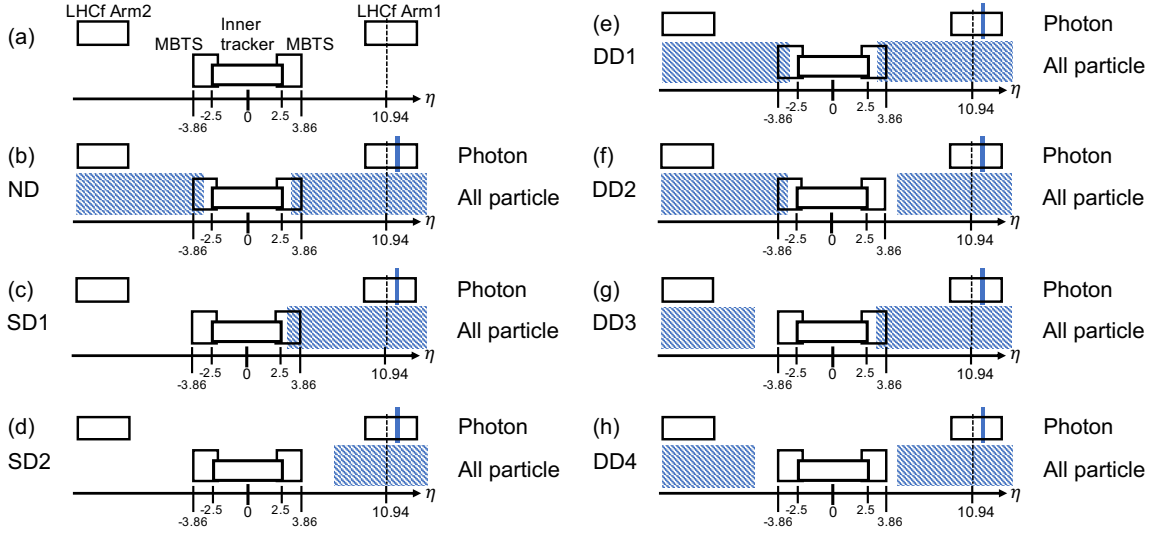 (a)
LHCf Arm2
LHCf Arm1
MBTS
Inner
tracker
MBTS
η
-2.5
0
2.5
10.94
-3.86
3.86
(b)
ND
Photon
All particle
η
-2.5
0
2.5
10.94
-3.86
3.86
(c)
SD1
Photon
All particle
η
-2.5
0
2.5
10.94
-3.86
3.86
(d)
SD2
Photon
All particle
η
-2.5
0
2.5
10.94
-3.86
3.86
(e)
DD1
Photon
All particle
η
-2.5
0
2.5
10.94
-3.86
3.86
(f)
DD2
Photon
All particle
η
-2.5
0
2.5
10.94
-3.86
3.86
(g)
DD3
Photon
All particle
η
-2.5
0
2.5
10.94
-3.86
3.86
(h)
DD4
Photon
All particle
η
-2.5
0
2.5
10.94
-3.86
3.86